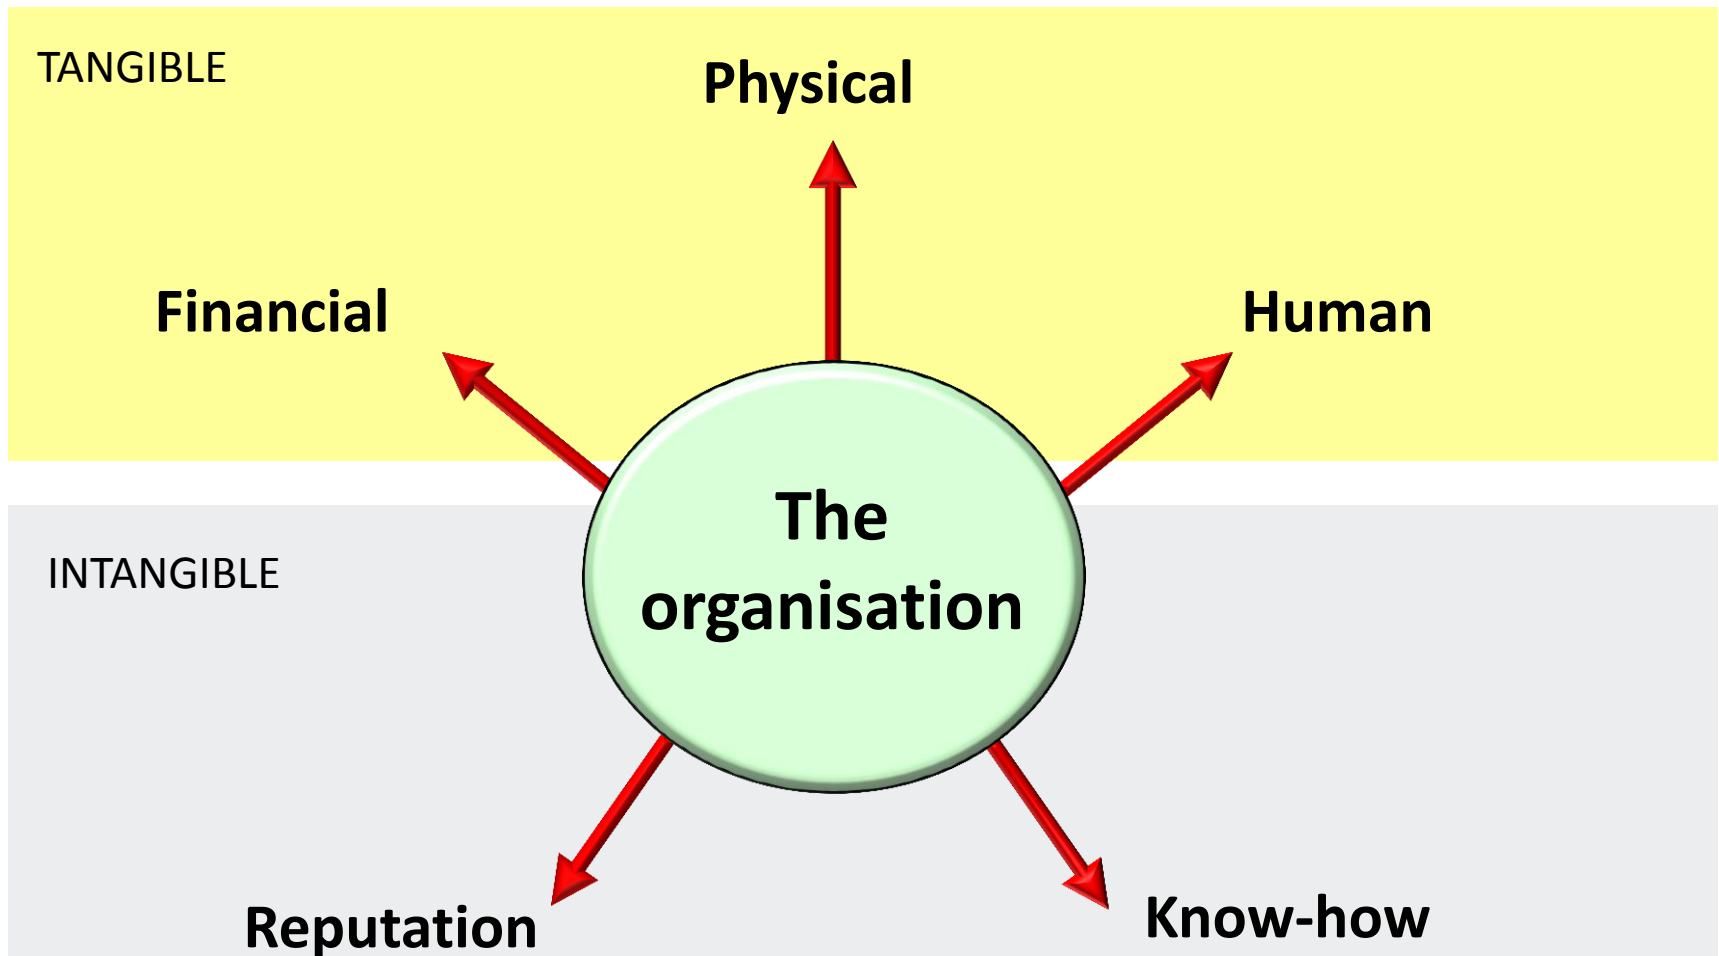 TANGIBLE
Physical
Financial
Human
The
organisation
INTANGIBLE
Reputation
Know-how